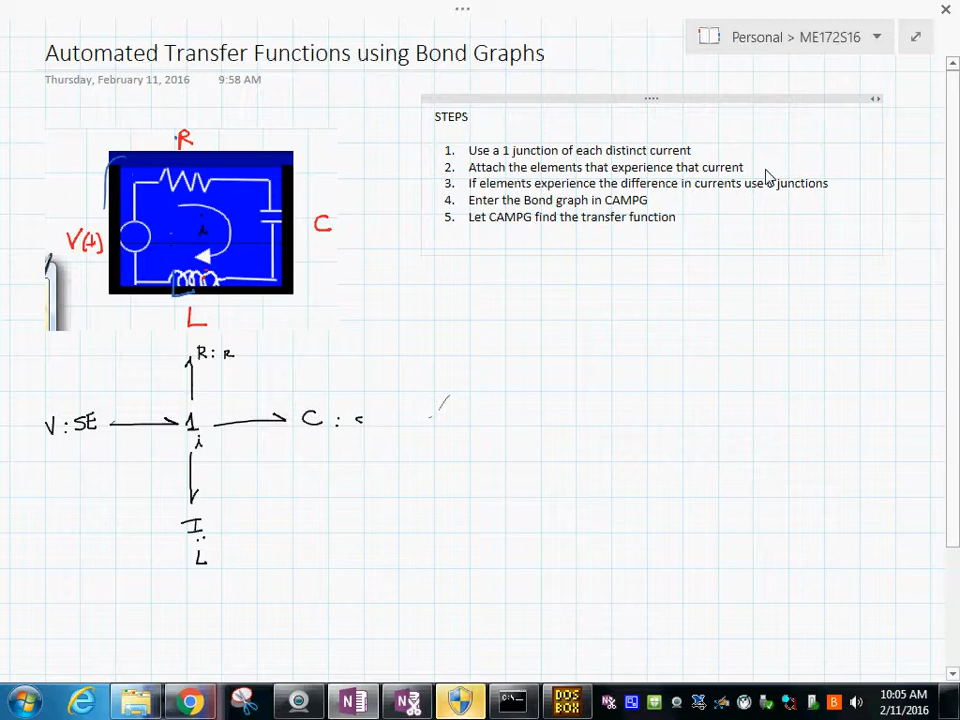 Personal > ME172S16
Automated Transfer Functions using Bond Graphs
Thursday, February 11, 2016 9:58 AM
STEPS
1. Use a 1 junction of each distinct current
2. Attach the elements that experience that current
3. If elements experience the difference in currents use junctions
4. Enter the Bond graph in CAMPG
5. Let CAMPG find the transfer function
R
V(t)
i
C
L
R: R
V: SE 1 C: c
i
I
:
L
DOS
BOX
10:05 AM
2/11/2016